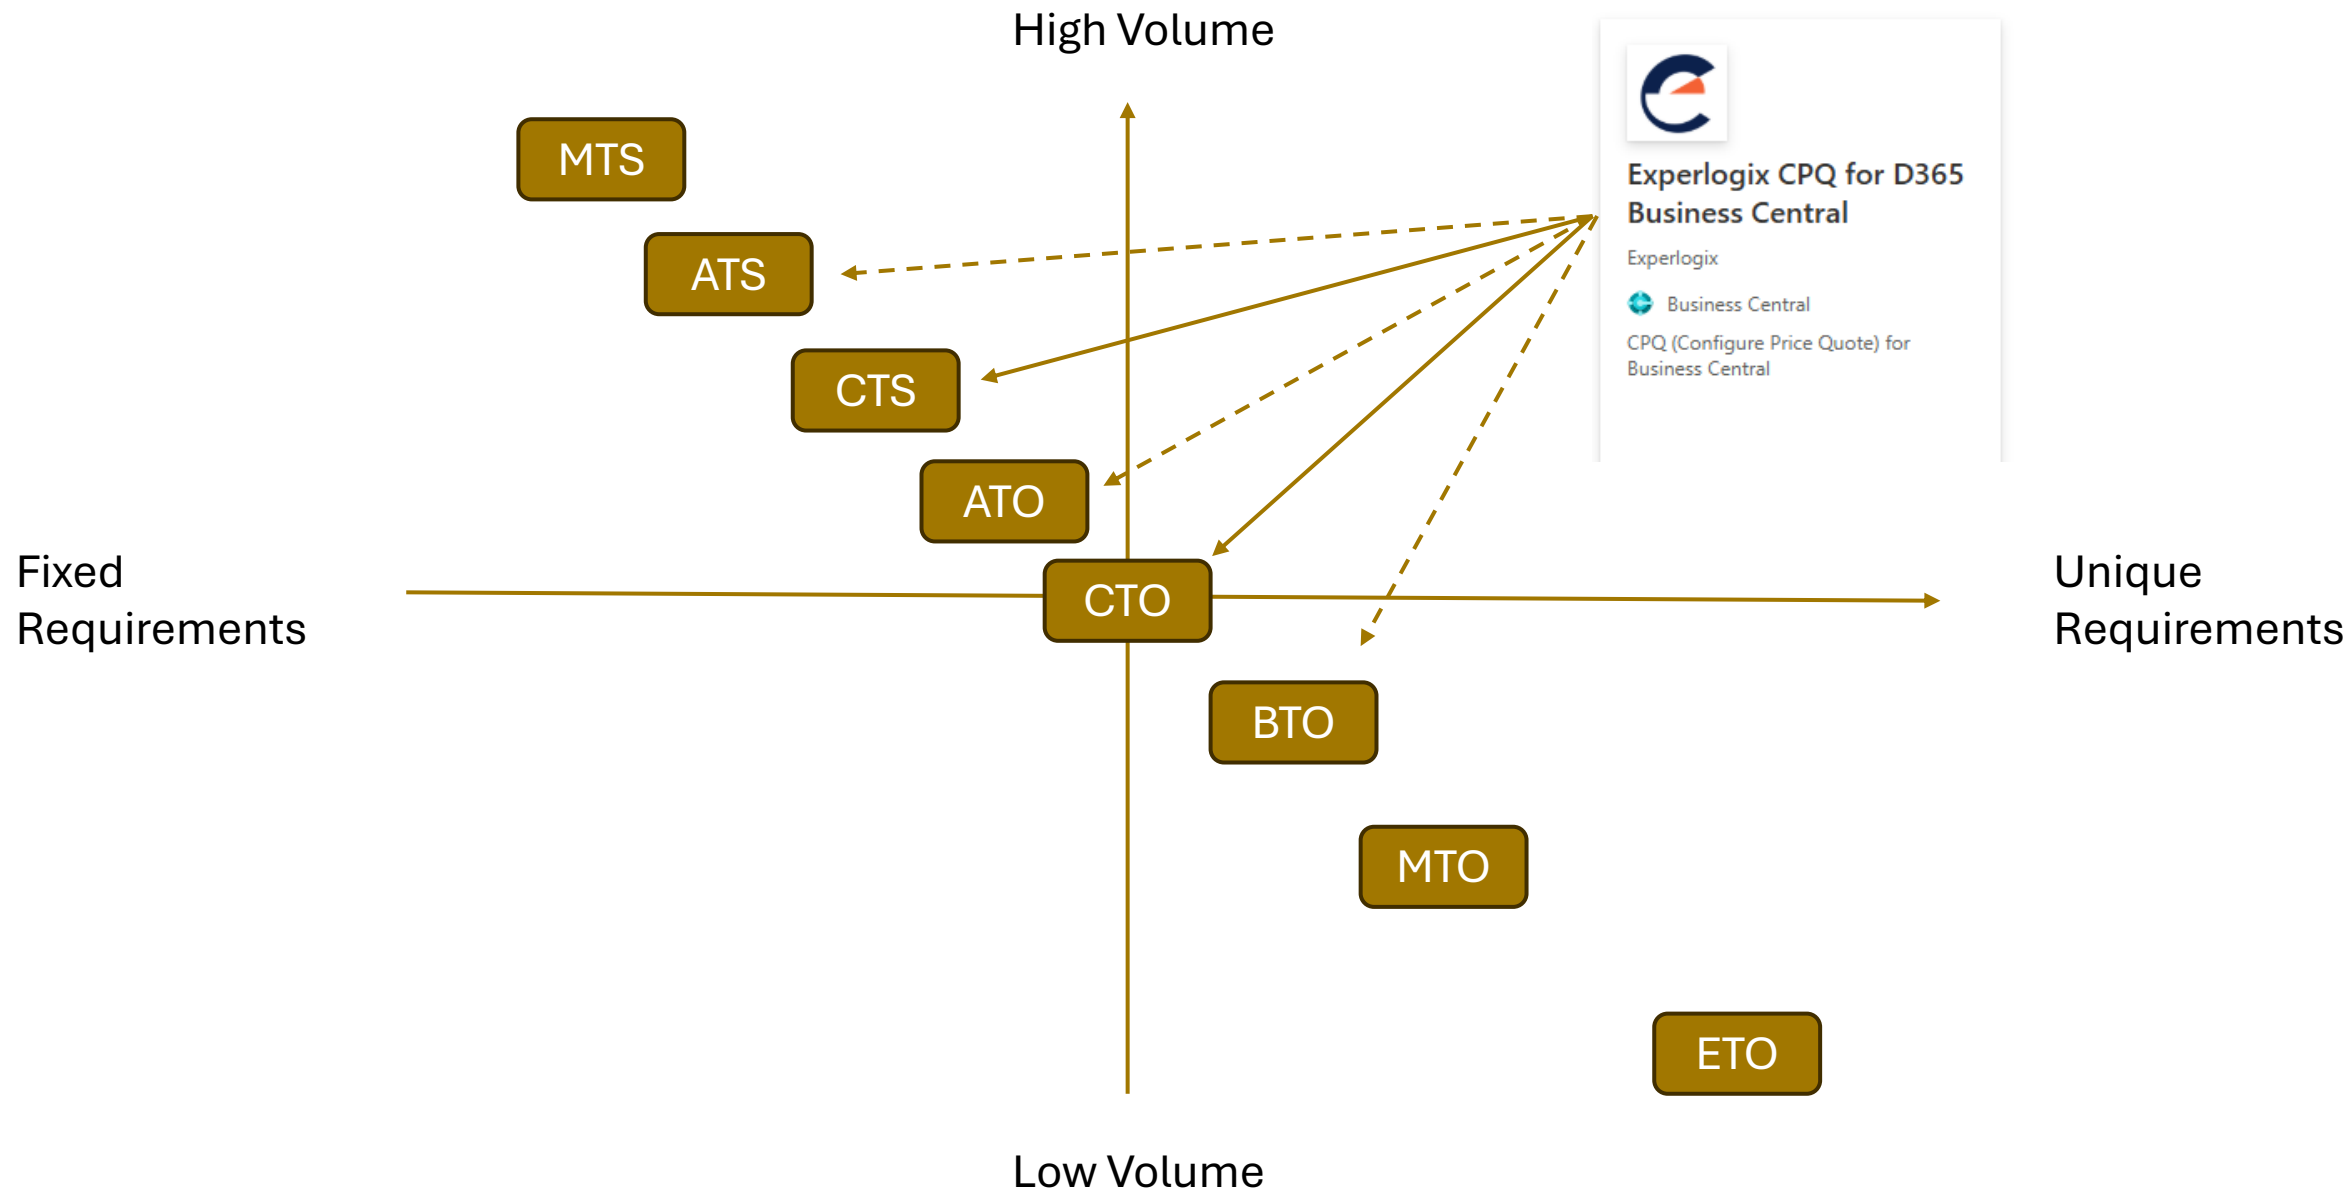 High Volume
MTS
ATS
CTS
ATO
CTO
BTO
MTO
ETO
Fixed
Requirements
Unique
Requirements
Low Volume
Experlogix CPQ for D365
Business Central
Experlogix
Business Central
CPQ (Configure Price Quote) for
Business Central